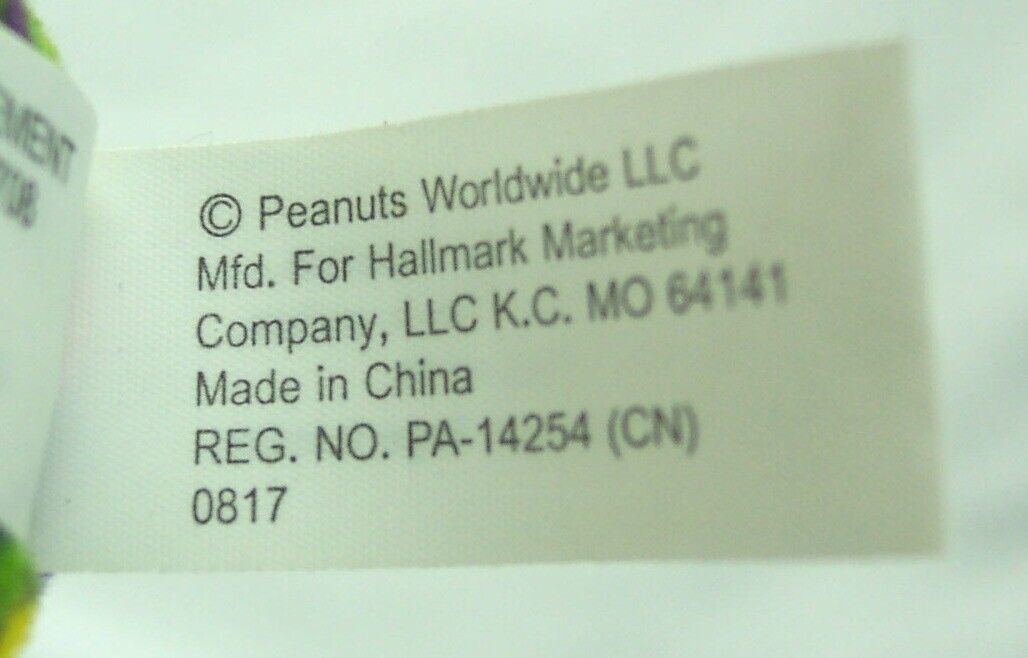 © Peanuts Worldwide LLC
Mfd. For Hallmark Marketing
Company, LLC K.C. MO 64141
Made in China
REG. NO. PA-14254 (CN)
0817